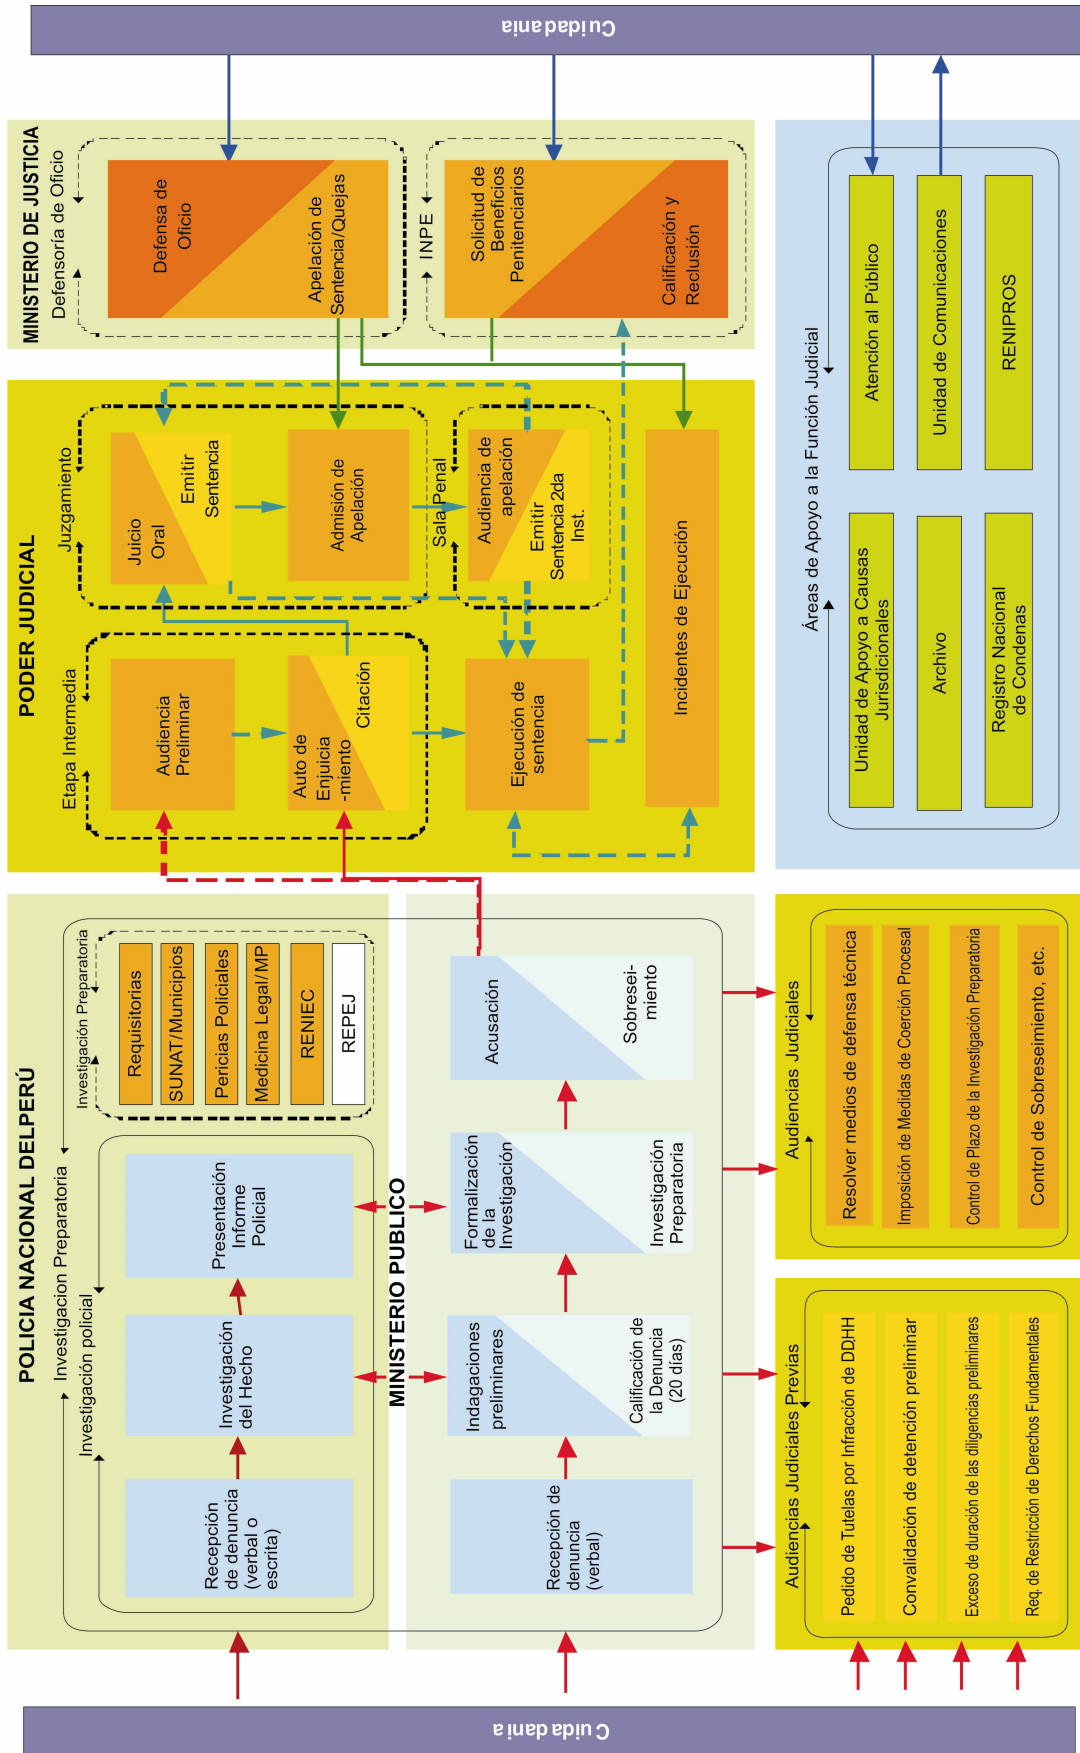 Cuidadania
POLICIA NACIONAL DELPERÚ
Investigacion Preparatoria
Investigación policial
Recepción
de denuncia
(verbal o
escrita)
Investigación
del Hecho
Presentación
Informe
Policial
Investigación Preparatoria
Requisitorias
SUNAT/Municipios
Pericias Policiales
Medicina Legal/MP
RENIEC
REPEJ
MINISTERIO PUBLICO
Recepción de
denuncia
(verbal)
Indagaciones
preliminares
Calificación de
la Denuncia
(20 días)
Formalización
de la
Investigación
Investigación
Preparatoria
Acusación
Sobresei-
miento
Audiencias Judiciales Previas
Pedido de Tutelas por Infracción de DD.HH
Convalidación de detención preliminar
Exceso de duración de las diligencias preliminares
Req. de Restricción de Derechos Fundamentales
Audiencias Judiciales
Resolver medios de defensa técnica
Imposición de Medidas de Coerción Procesal
Control de Plazo de la Investigación Preparatoria
Control de Sobreseimiento, etc.
PODER JUDICIAL
Etapa Intermedia
Audiencia
Preliminar
Auto de
Enjuicia
-miento
Citación
Ejecución de
sentencia
Juzgamiento
Juicio
Oral
Emitir
Sentencia
Admisión de
Apelación
Sala Penal
Audiencia de
apelación
Emitir
Sentencia 2da
Inst.
Incidentes de Ejecución
MINISTERIO DE JUSTICIA
Defensoría de Oficio
Defensa de
Oficio
Apelación de
Sentencia/Quejas
INPE
Solicitud de
Beneficios
Penitenciarios
Calificación y
Reclusión
Áreas de Apoyo a la Función Judicial
Unidad de Apoyo a Causas
Jurisdicionales
Archivo
Registro Nacional
de Condenas
Atención al Público
Unidad de Comunicaciones
RENIPROS
Cuidadania